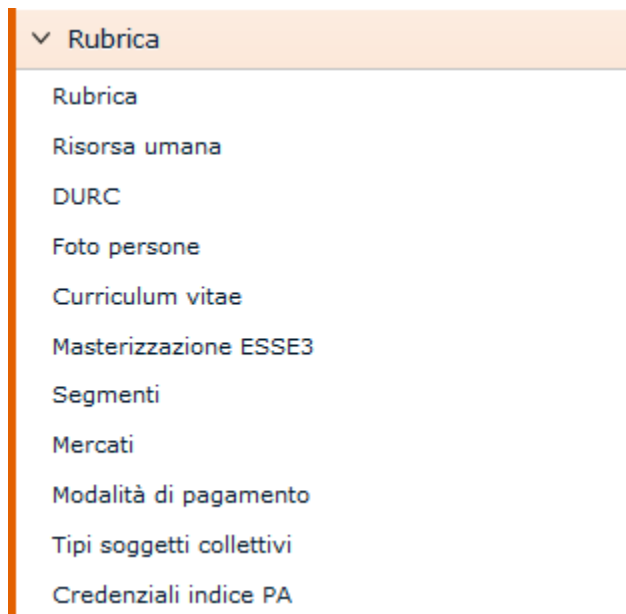 Rubrica
Rubrica
Risorsa umana
DURC
Foto persone
Curriculum vitae
Masterizzazione ESSE3
Segmenti
Mercati
Modalità di pagamento
Tipi soggetti collettivi
Credenziali indice PA